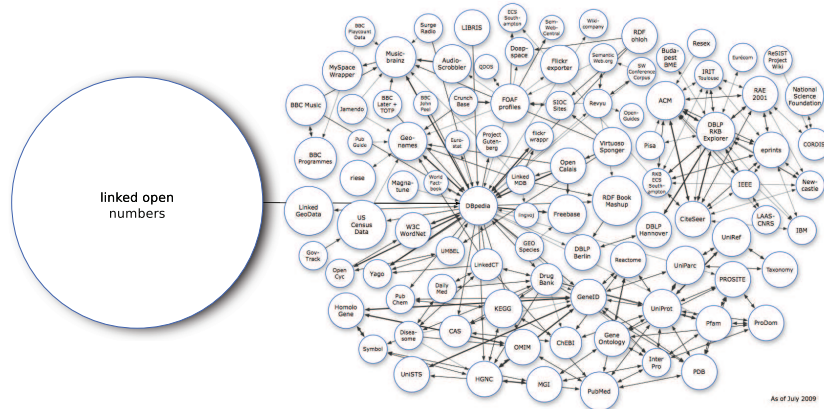 linked open
numbers
BBC
Playcount
Data
Surge
Radio
LIBRIS
ECS
South-
ampton
Sem-
Web-
Central
Wiki-
company
RDF
ohloh
Music-
brainz
Audio-
Scrobbler
QDOS
Doap-
space
Flickr
exporter
Semantic
Web.org
SW
Conference
Corpus
Buda-
pest
BME
Resex
IRIT
Toulouse
Eurécom
ReSIST
Project
Wiki
MySpace
Wrapper
BBC Music
Jamendo
BBC
Later +
TOTP
BBC
John
Peel
Crunch
Base
FOAF
profiles
SIOC
Sites
Revyu
Open-
Guides
ACM
DBLP
RKB
Explorer
RAE
2001
National
Science
Foundation
BBC
Programmes
Pub
Guide
Geo-
names
Euro-
stat
Project
Guten-
berg
flickr
wrappr
Virtuoso
Sponger
Pisa
eprints
CORDIS
riese
Magna-
tune
World
Fact-
book
Linked
MDB
Open
Calais
RKB
ECS
South-
ampton
IEEE
New-
castle
Linked
GeoData
US
Census
Data
W3C
WordNet
DBpedia
lingvoj
Freebase
RDF Book
Mashup
CiteSeer
LAAS-
CNRS
IBM
Gov-
Track
Open
Cyc
Yago
UMBEL
GEO
Species
DBLP
Berlin
DBLP
Hannover
UniRef
LinkedCT
Reactome
UniParc
Taxonomy
Daily
Med
Drug
Bank
GeneID
PROSITE
Homolo
Gene
Pub
Chem
KEGG
UniProt
Pfam
ProDom
Symbol
Disea-
some
CAS
OMIM
ChEBI
Gene
Ontology
Inter
Pro
PDB
UniSTS
HGNC
MGI
PubMed
As of July 2009